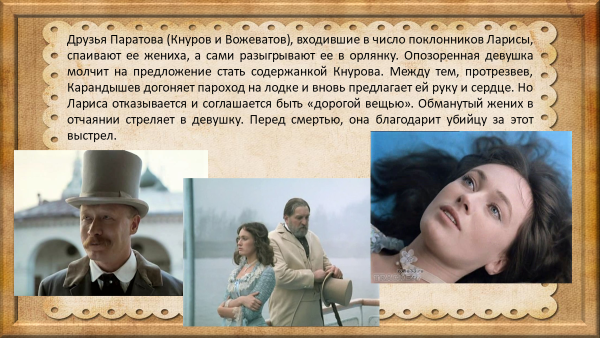 Друзья Паратова (Кнуров и Вожеватов), входившие в число поклонников Ларисы,
спаивают ее жениха, а сами разыгрывают ее в орлянку. Опозоренная девушка
молчит на предложение стать содержанкой Кнурова. Между тем, протрезвев,
Карандышев догоняет пароход на лодке и вновь предлагает ей руку и сердце. Но
Лариса отказывается и соглашается быть «дорогой вещью». Обманутый жених в
отчаянии стреляет в девушку. Перед смертью, она благодарит убийцу за этот
выстрел.